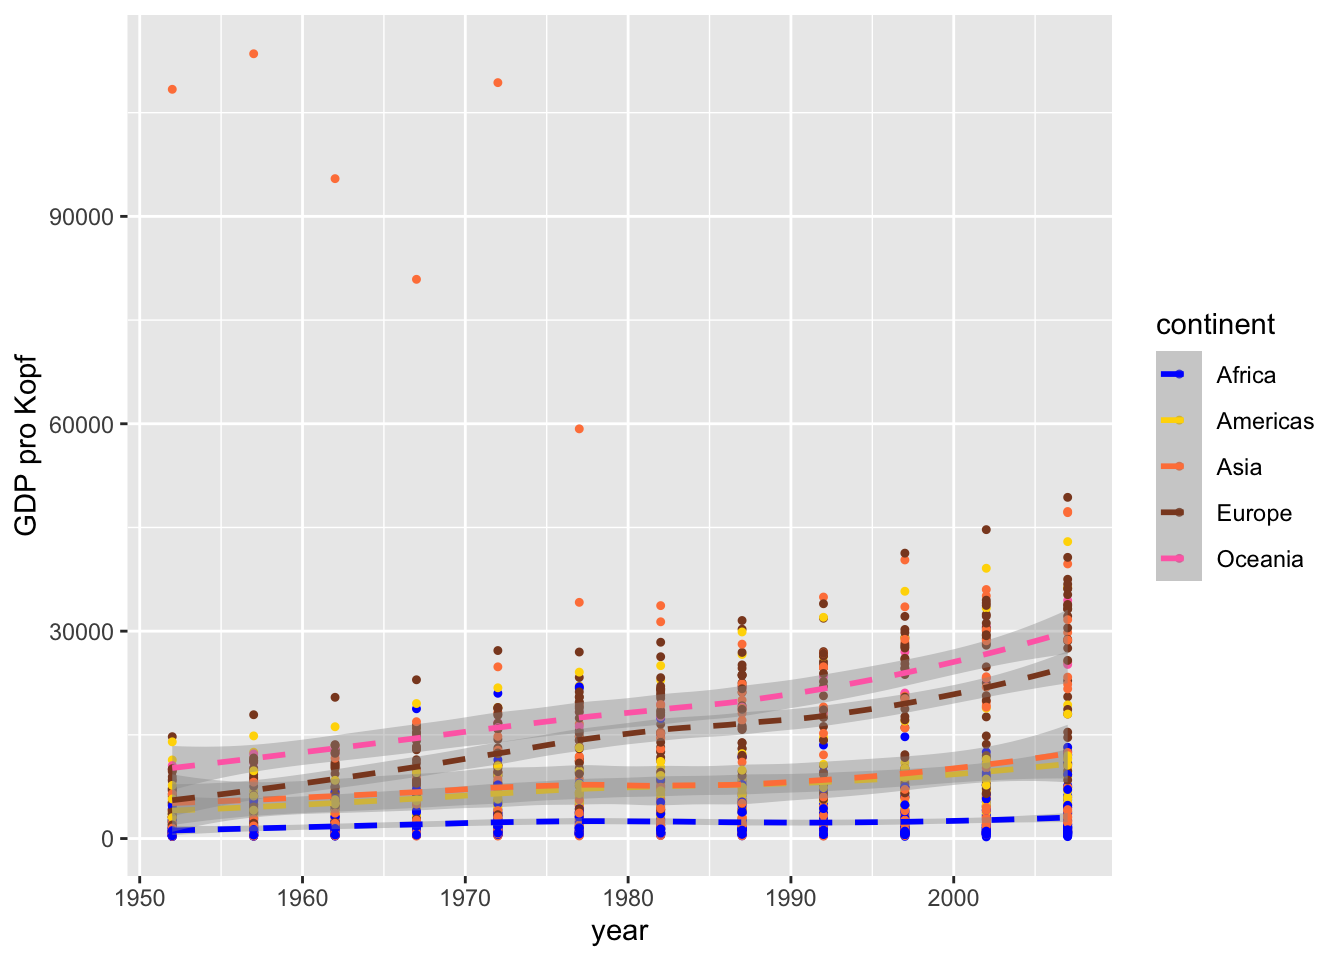 90000
60000
30000
0
GDP pro Kopf
1950 1960 1970 1980 1990 2000
year
continent
Africa
Americas
Asia
Europe
Oceania